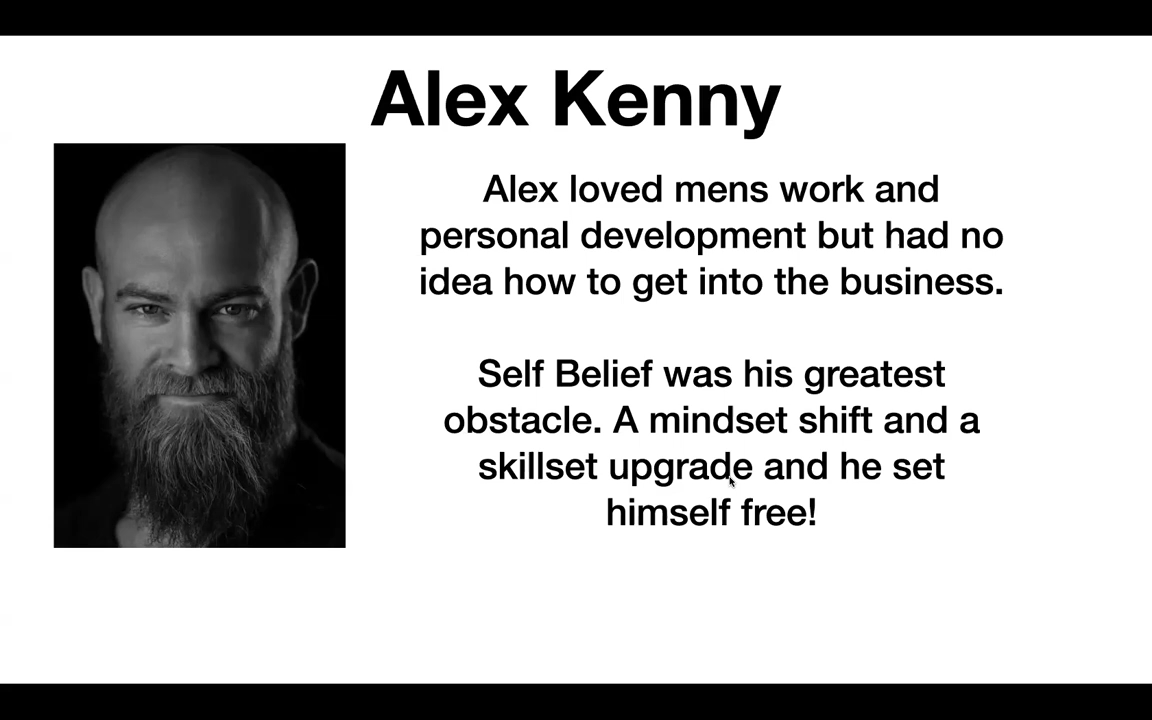 Alex Kenny
Alex loved mens work and
personal development but had no
idea how to get into the business.
Self Belief was his greatest
obstacle. A mindset shift and a
skillset upgrade and he set
himself free!